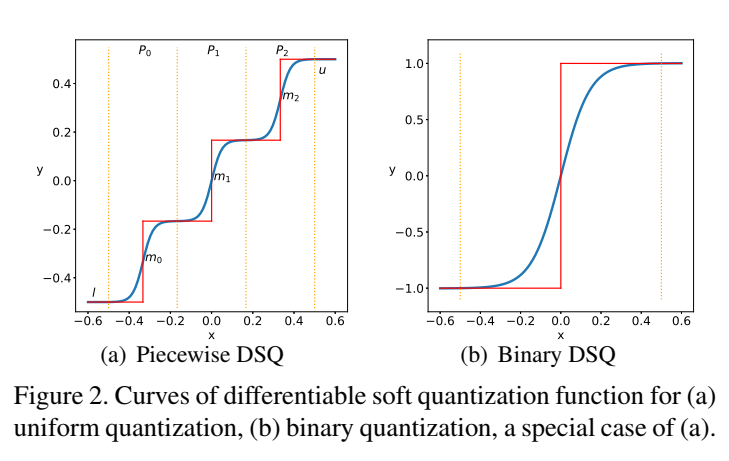 P0 P1 P2
u
0.4
m2
0.2
y
0.0
m1
−0.2
m0
−0.4
l
−0.6 −0.4 −0.2 0.0 0.2 0.4 0.6
x
(a) Piecewise DSQ
1.0
0.5
y
0.0
−0.5
−1.0
−0.6 −0.4 −0.2 0.0 0.2 0.4 0.6
x
(b) Binary DSQ
Figure 2. Curves of differentiable soft quantization function for (a)
uniform quantization, (b) binary quantization, a special case of (a).